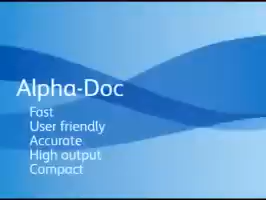 Alpha-Doc
Fast
User friendly
Accurate
High output
Compact